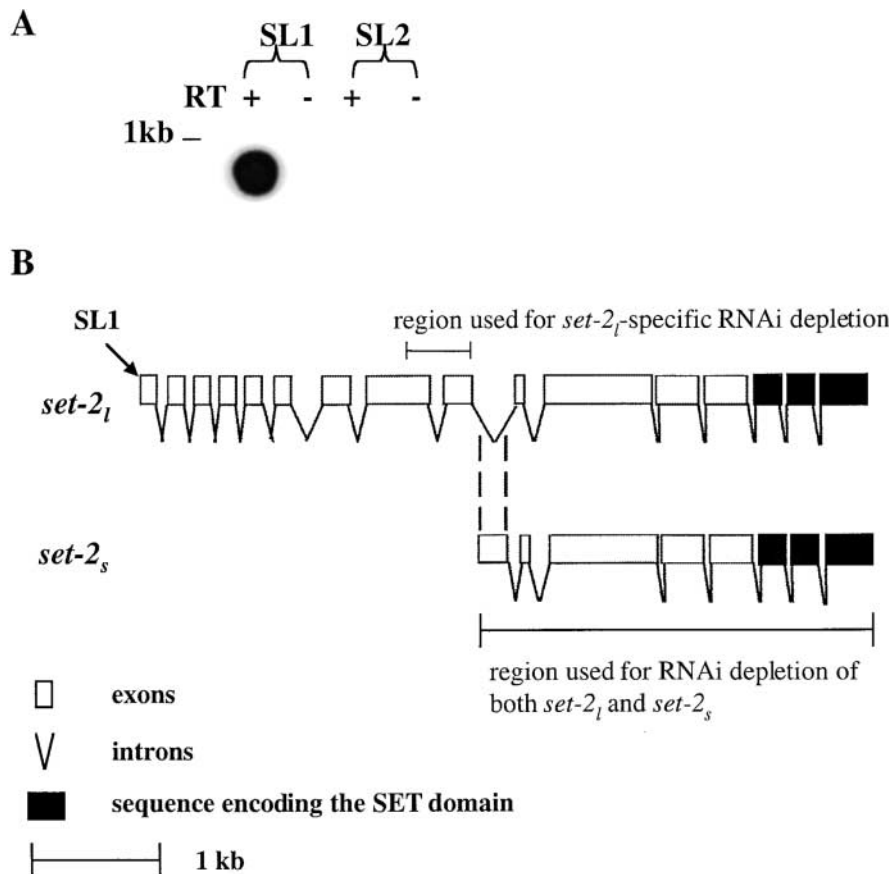 A
SL1 SL2
RT + - + -
1kb
B
SL1
region used for set-2l-specific RNAi depletion
set-2l
set-2s
region used for RNAi depletion of
both set-2l and set-2s
exons
introns
sequence encoding the SET domain
1 kb